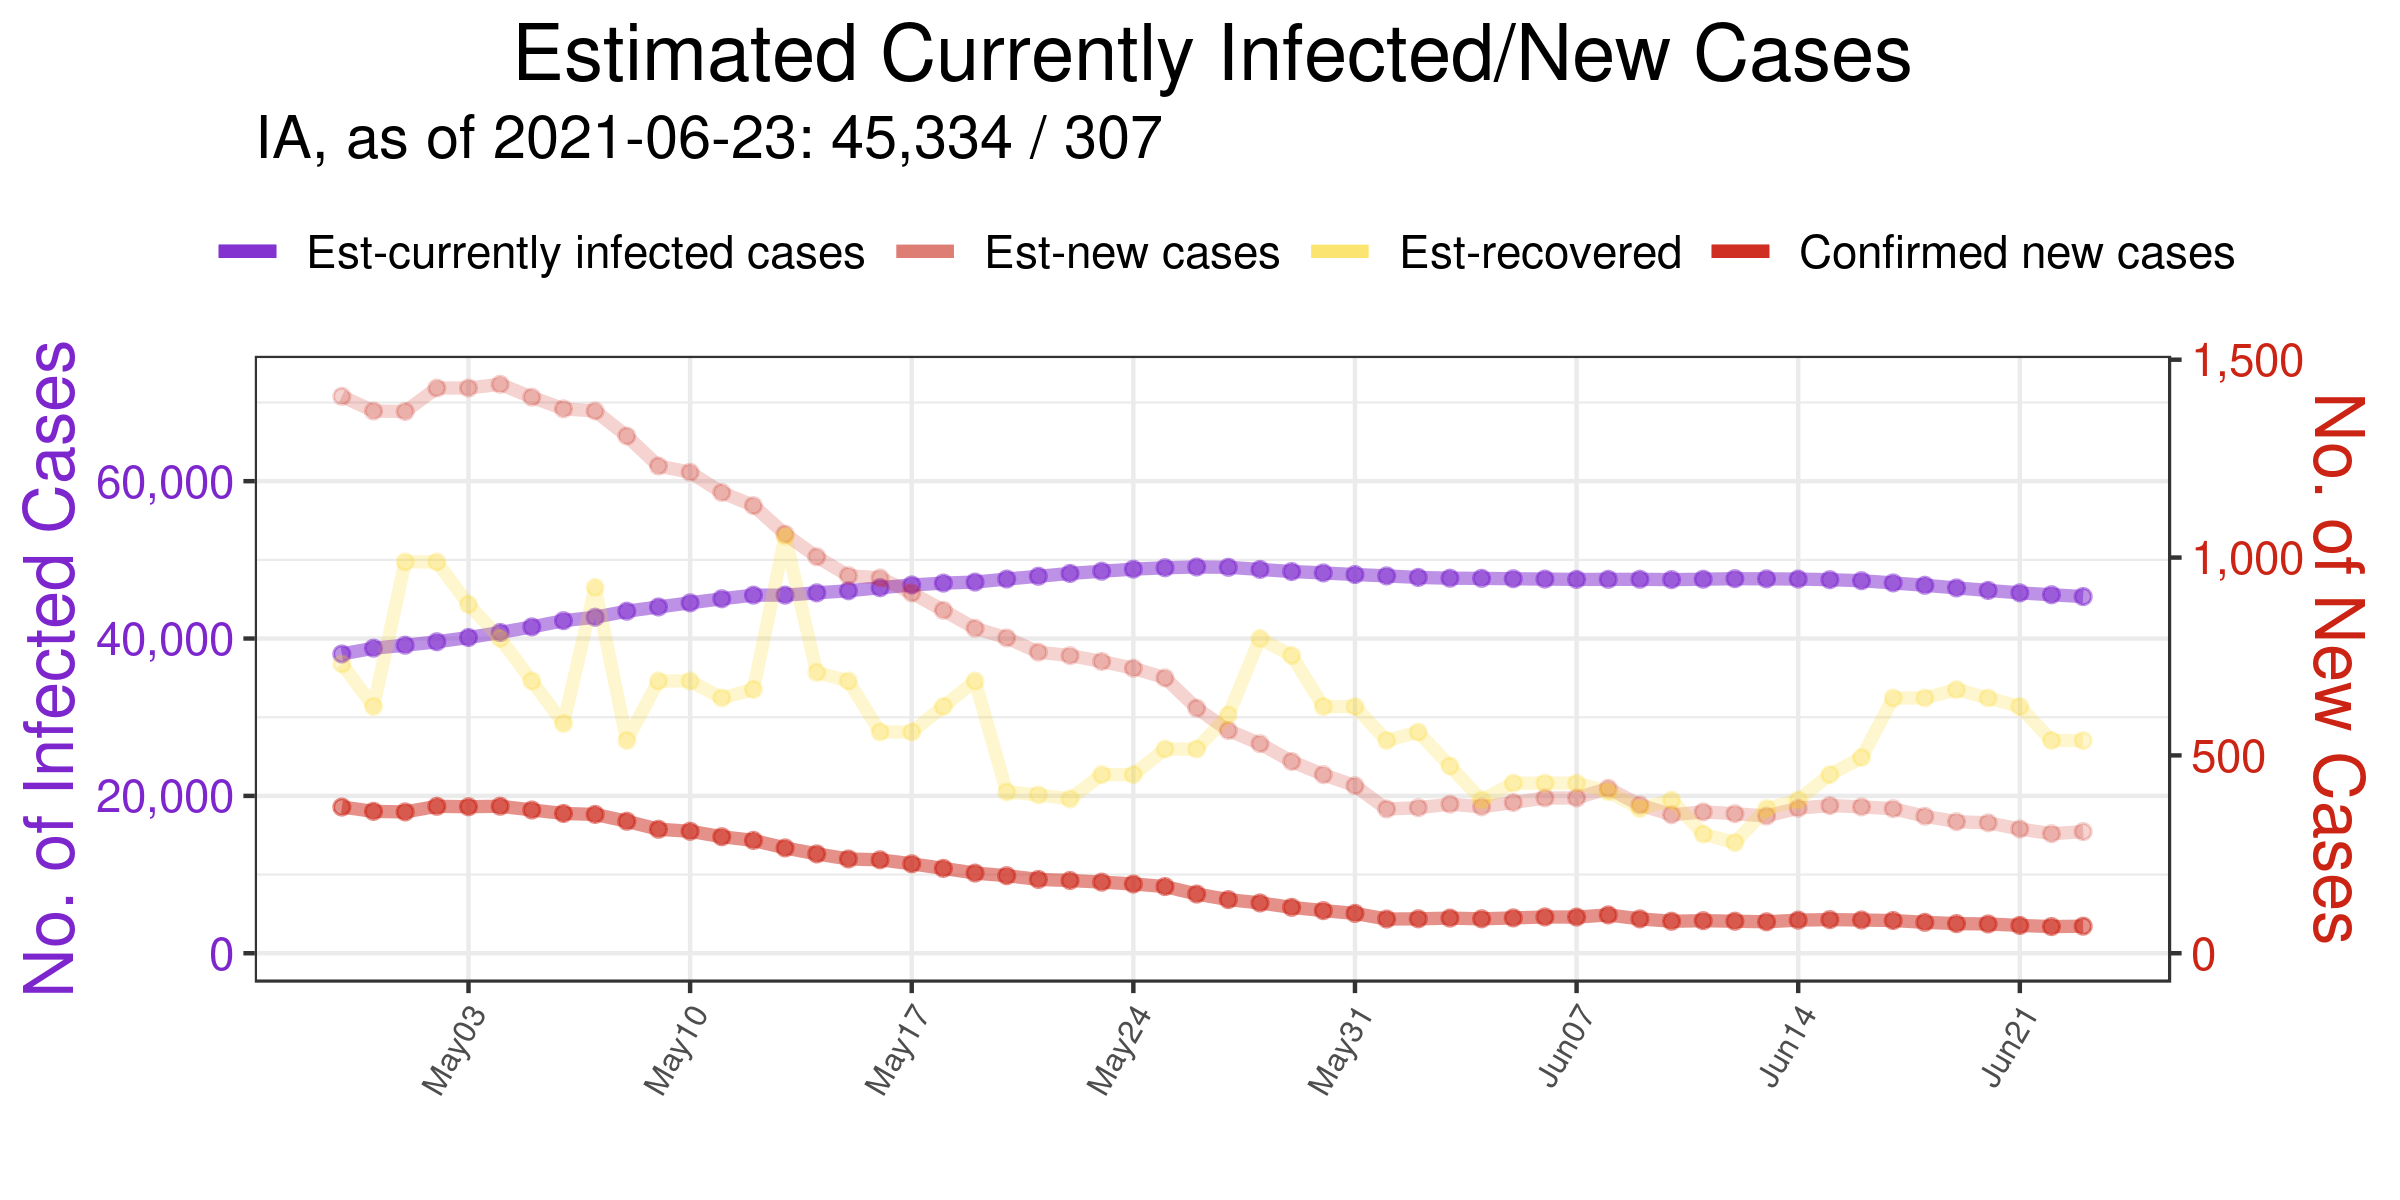 Estimated Currently Infected/New Cases
IA, as of 2021-06-23: 45,334 / 307
Est-currently infected cases Est-new cases Est-recovered Confirmed new cases
No. of Infected Cases
60,000
40,000
20,000
0
1,500
1,000
500
0
No. of New Cases
May03 May10 May17 May24 May31 Jun07 Jun14 Jun21